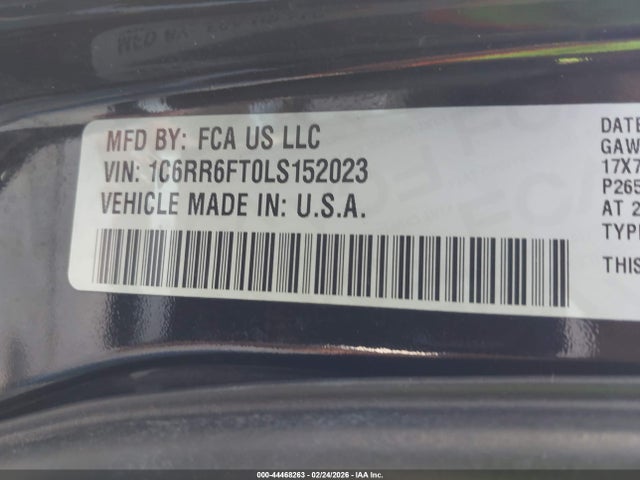 MFD BY: FCA US LLC
VIN: 1C6RR6FT0LS152023
VEHICLE MADE IN: U.S.A.
DATE
GAW
17X7
P265
AT 2
TYPE
THIS
000-44468263 - 02/24/2026 - IAA Inc.